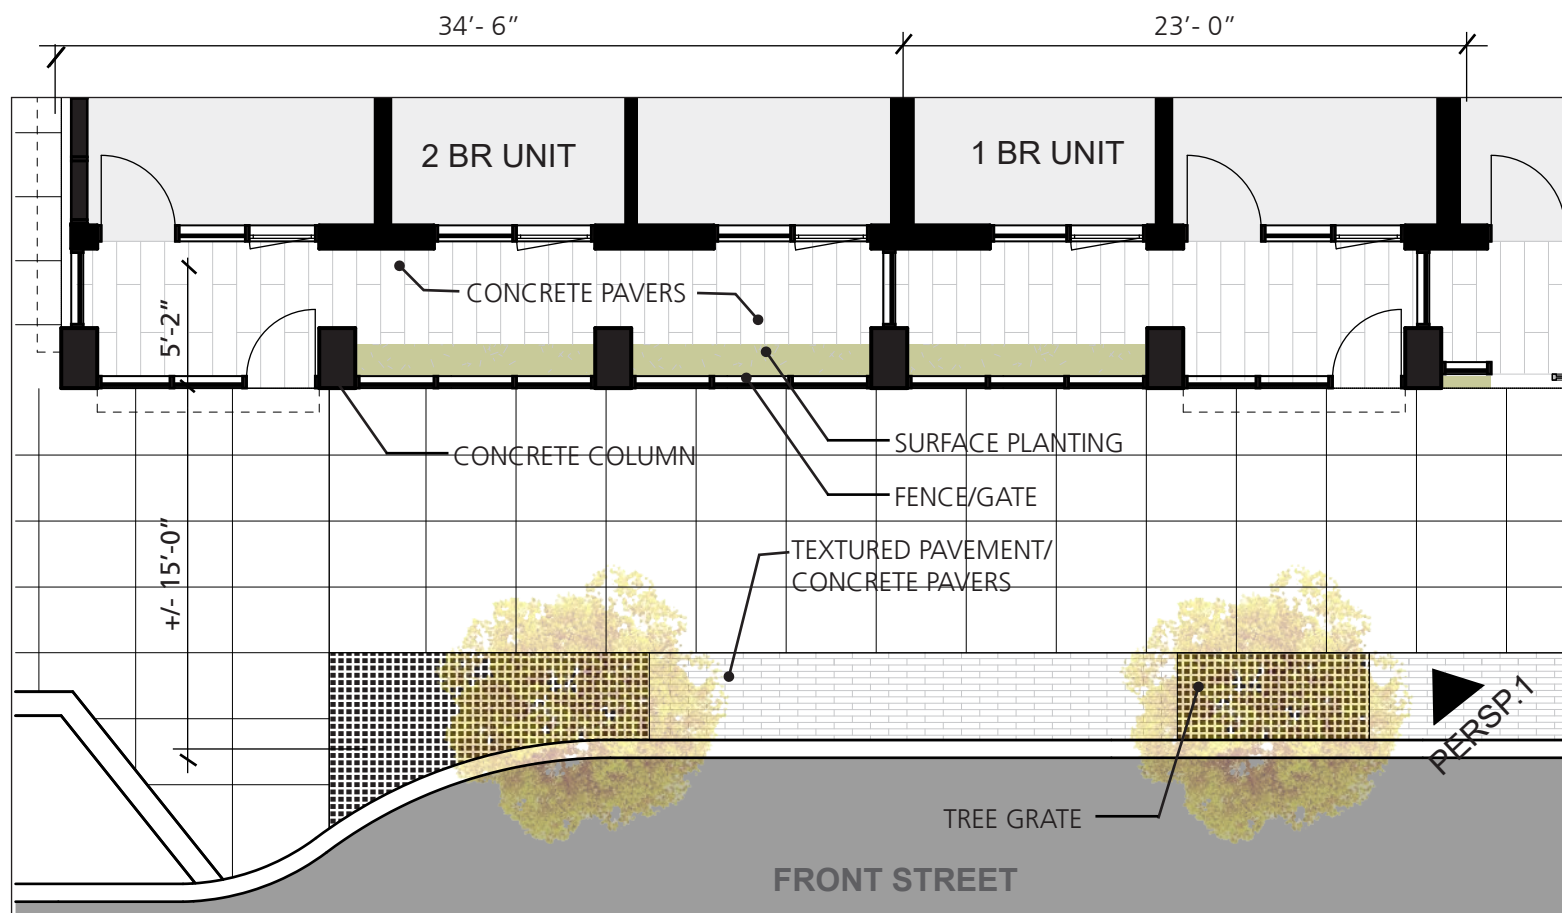 34’- 6”
23’- 0”
2 BR UNIT
1 BR UNIT
5’-2”
CONCRETE PAVERS
CONCRETE COLUMN
SURFACE PLANTING
FENCE/GATE
+/- 15’-0”
TEXTURED PAVEMENT/
CONCRETE PAVERS
PERSP.1
TREE GRATE
FRONT STREET